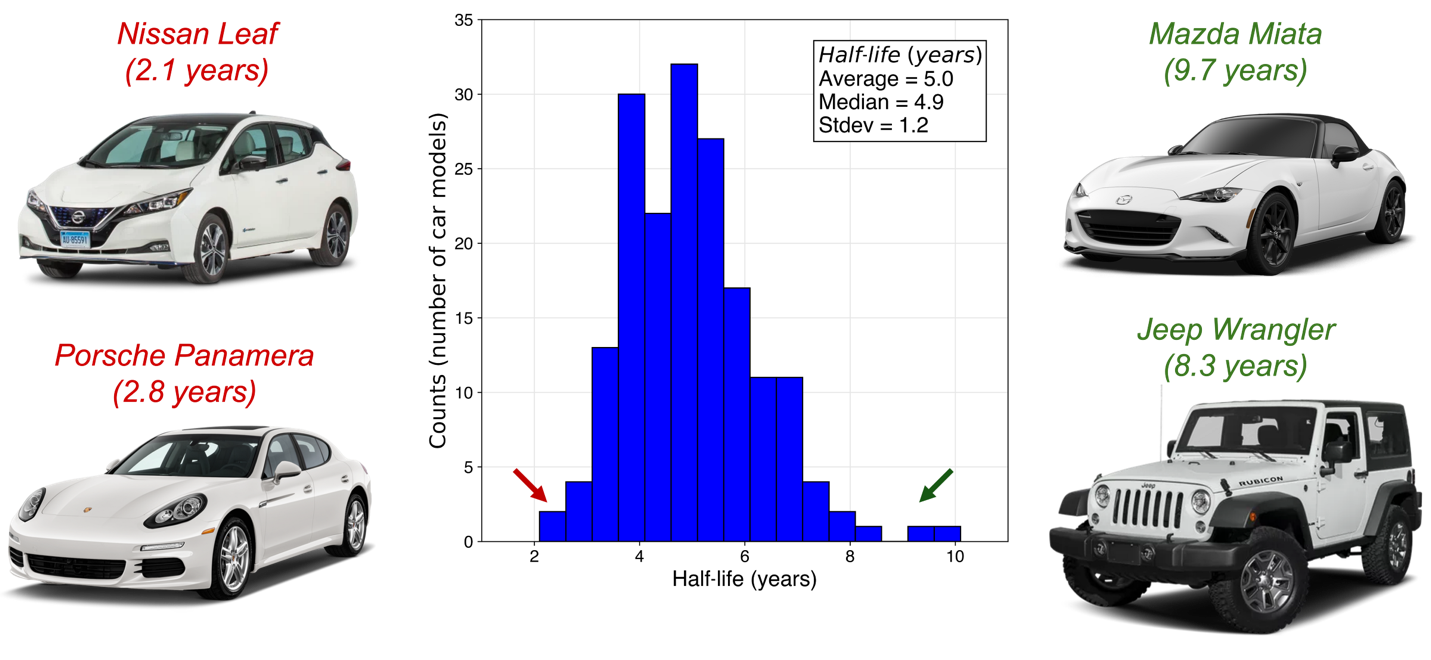 Nissan Leaf
(2.1 years)
Porsche Panamera
(2.8 years)
35
30
25
20
15
10
5
0
Counts (number of car models)
2
4
6
8
10
Half-life (years)
Half-life (years)
Average = 5.0
Median = 4.9
Stdev = 1.2
Mazda Miata
(9.7 years)
Jeep Wrangler
(8.3 years)
Jeep
RUBICON